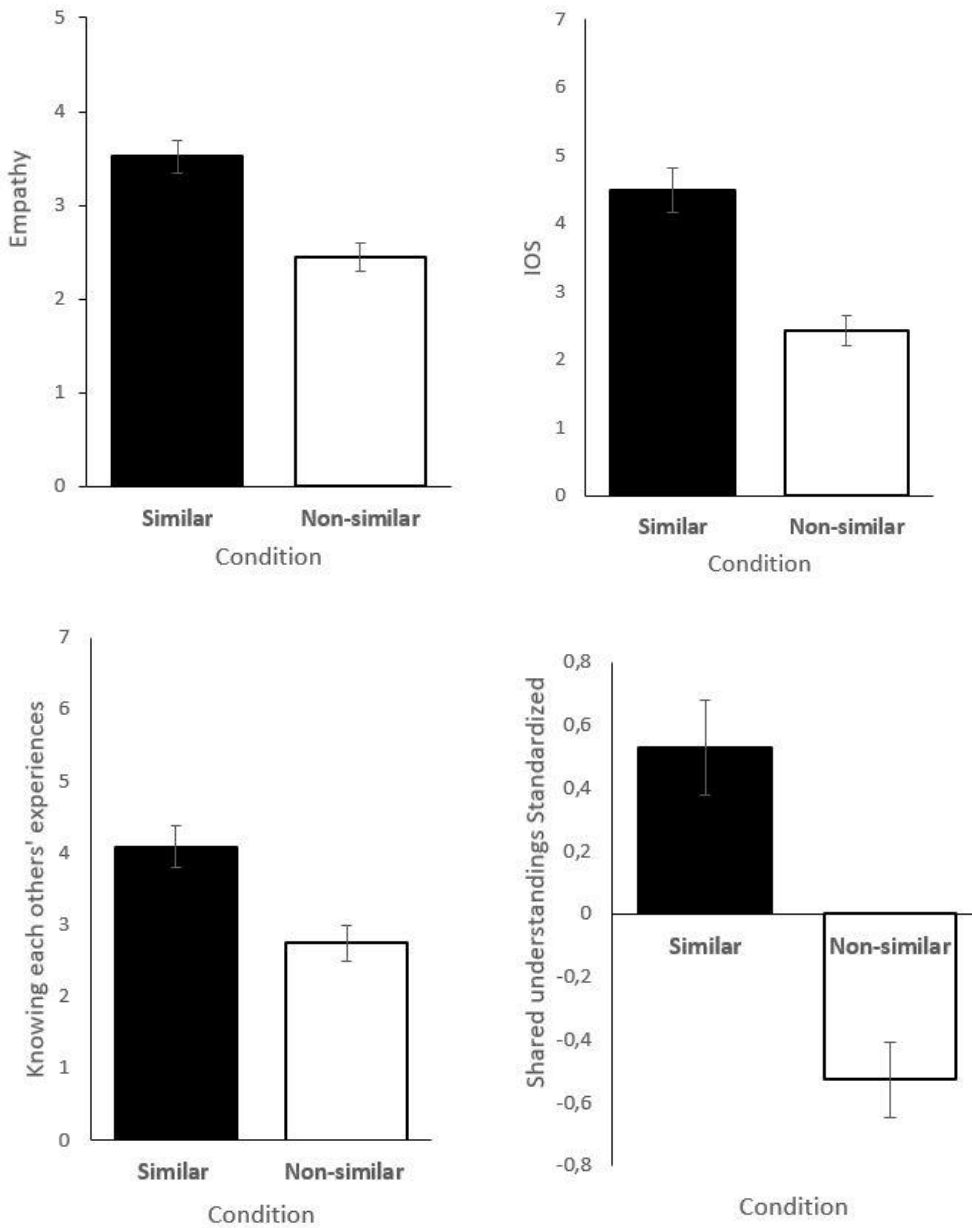 5
4
3
2
1
0
Empathy
Similar Non-similar
Condition
7
6
5
4
3
2
1
0
IOS
Similar Non-similar
Condition
7
6
5
4
3
2
1
0
Knowing each others' experiences
Similar Non-similar
Condition
0,8
0,6
0,4
0,2
0
-0,2
-0,4
-0,6
-0,8
Shared understandings Standardized
Similar Non-similar
Condition